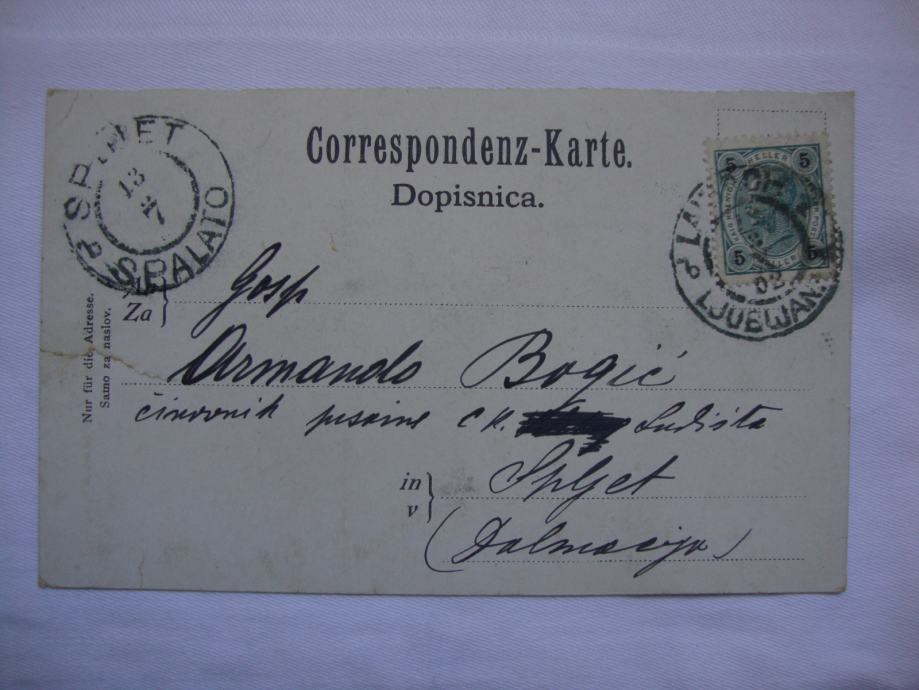 Correspondenz-Karte.
Dopisnica.
SPLJET
SPALATO
13
7
5 HELLER 5
5 5
LAIBACH
02
LJUBLJANA
Za
Gosp
Armando Bogić
činovnik pisarne C. K. Sudišta
in
v
Spljet
(Dalmacija)
Nur für die Adresse.
Samo za naslov.